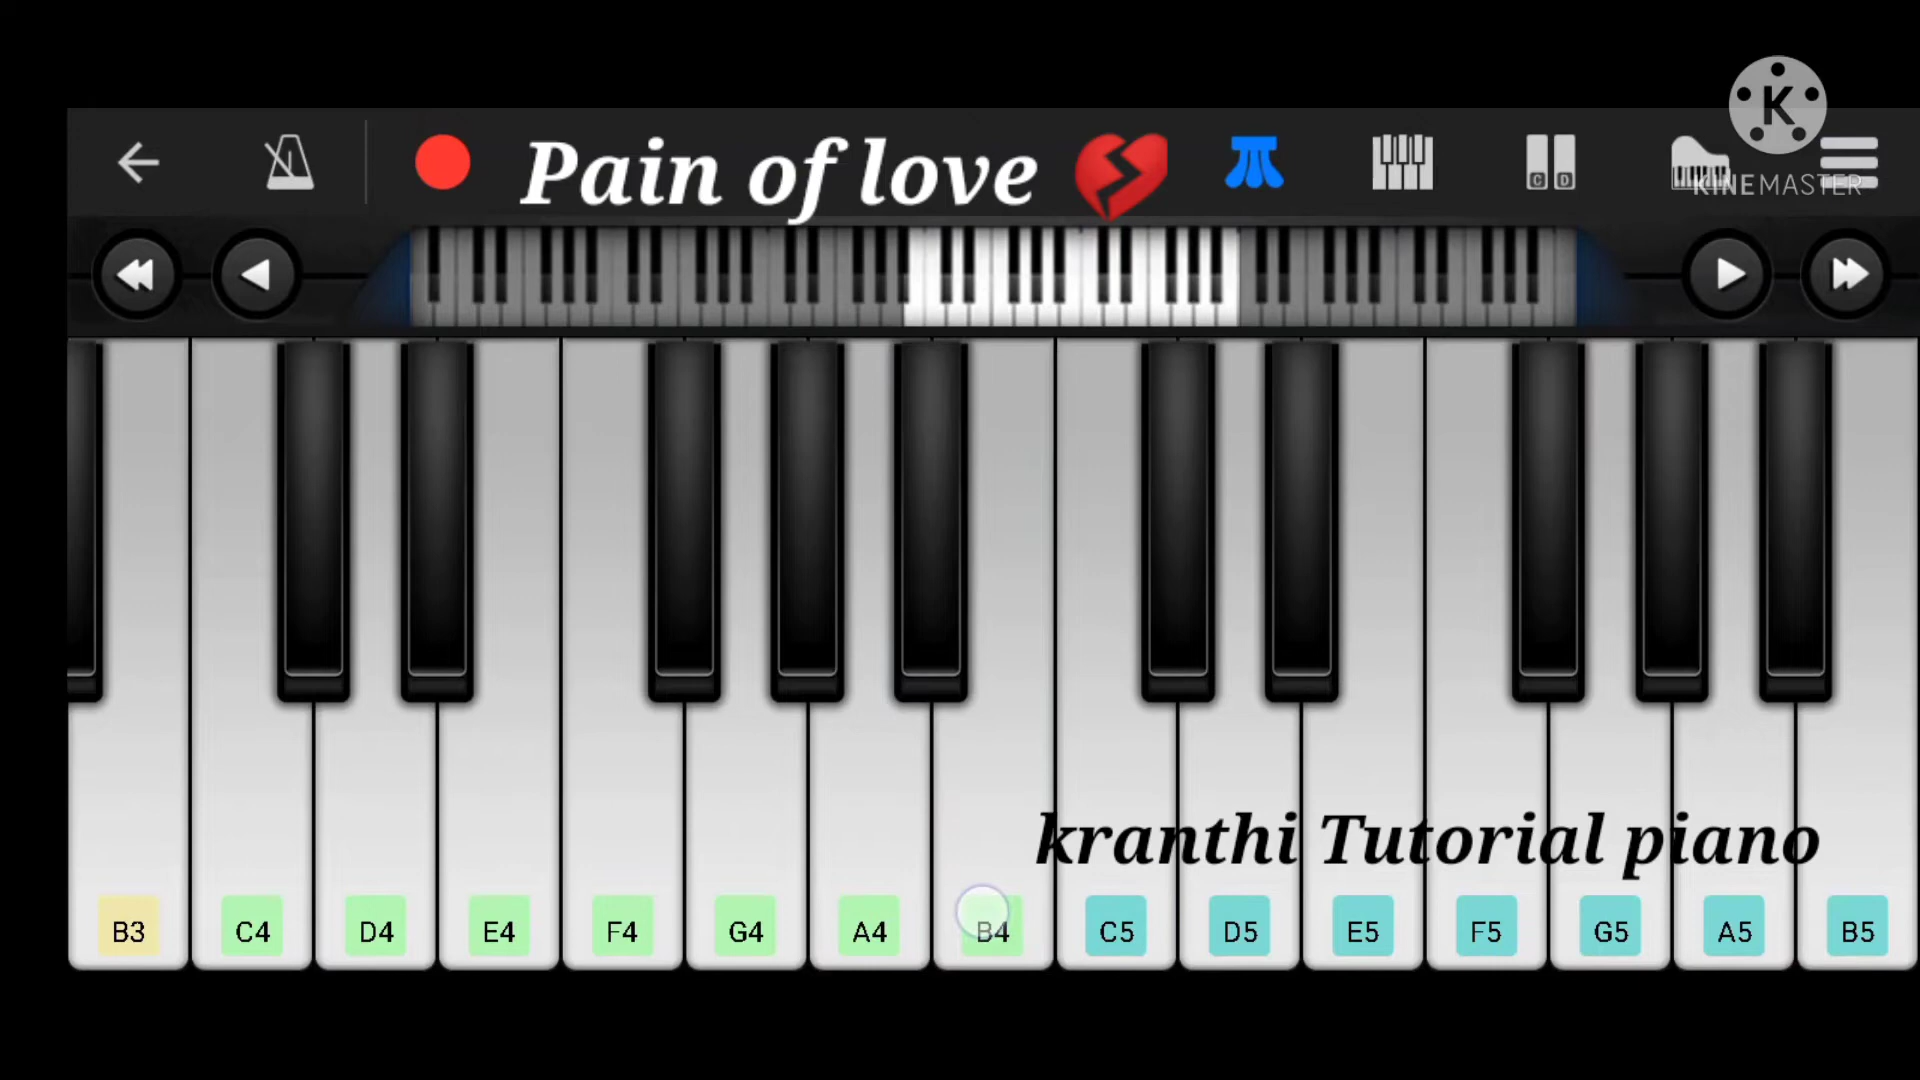 Pain of love 💔
K
KINEMASTER
C D
kranthi Tutorial piano
B3 C4 D4 E4 F4 G4 A4 B4 C5 D5 E5 F5 G5 A5 B5